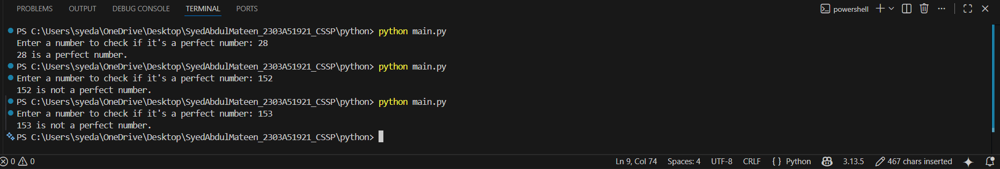 PROBLEMS OUTPUT DEBUG CONSOLE TERMINAL PORTS powershell
PS C:\Users\syeda\OneDrive\Desktop\SyedAbdulMateen_2303A51921_CSSP\python> python main.py
Enter a number to check if it's a perfect number: 28
28 is a perfect number.
PS C:\Users\syeda\OneDrive\Desktop\SyedAbdulMateen_2303A51921_CSSP\python> python main.py
Enter a number to check if it's a perfect number: 152
152 is not a perfect number.
PS C:\Users\syeda\OneDrive\Desktop\SyedAbdulMateen_2303A51921_CSSP\python> python main.py
Enter a number to check if it's a perfect number: 153
153 is not a perfect number.
PS C:\Users\syeda\OneDrive\Desktop\SyedAbdulMateen_2303A51921_CSSP\python>
0 0 Ln 9, Col 74 Spaces: 4 UTF-8 CRLF { } Python 3.13.5 467 chars inserted